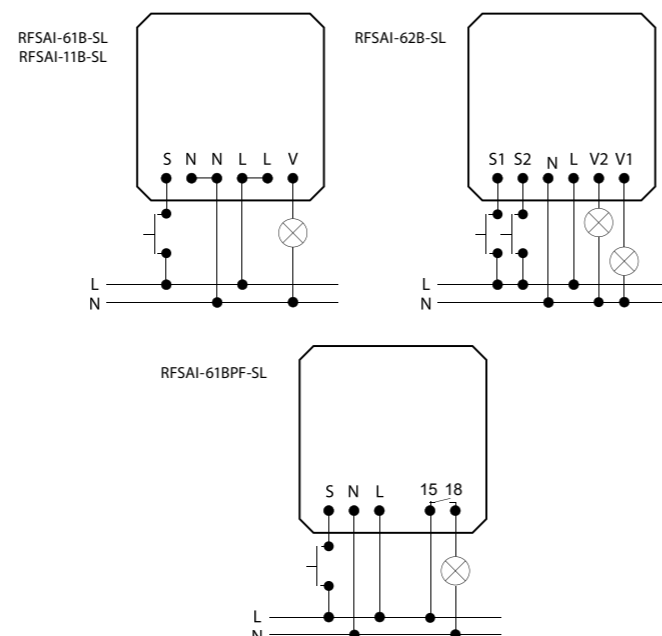 RFSAI-61B-SL
RFSAI-11B-SL
S N N L L V
L
N
RFSAI-62B-SL
S1 S2 N L V2 V1
L
N
RFSAI-61BPF-SL
S N L 15 18
L
N